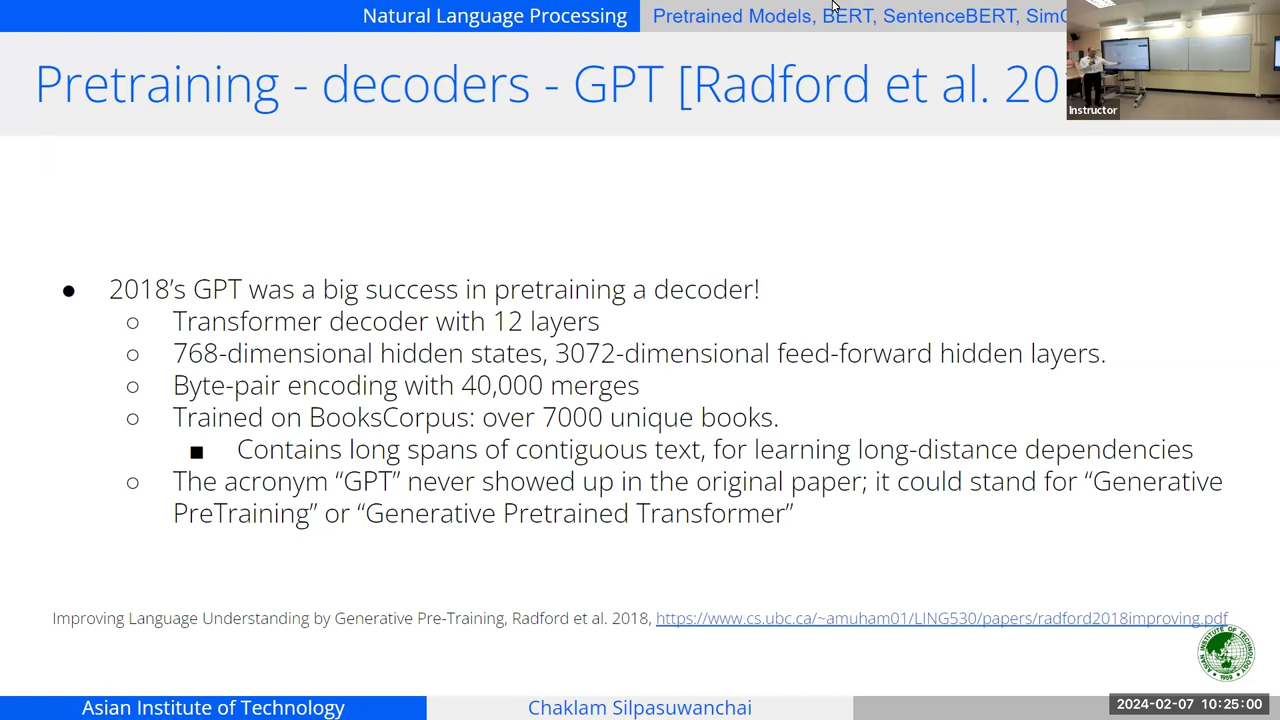 Natural Language Processing
Pretrained Models, BERT, SentenceBERT, Sim
Pretraining - decoders - GPT [Radford et al. 20
Instructor
● 2018’s GPT was a big success in pretraining a decoder!
○ Transformer decoder with 12 layers
○ 768-dimensional hidden states, 3072-dimensional feed-forward hidden layers.
○ Byte-pair encoding with 40,000 merges
○ Trained on BooksCorpus: over 7000 unique books.
■ Contains long spans of contiguous text, for learning long-distance dependencies
○ The acronym “GPT” never showed up in the original paper; it could stand for “Generative
PreTraining” or “Generative Pretrained Transformer”
Improving Language Understanding by Generative Pre-Training, Radford et al. 2018, https://www.cs.ubc.ca/~amuham01/LING530/papers/radford2018improving.pdf
ASIAN INSTITUTE OF TECHNOLOGY
1959
Asian Institute of Technology
Chaklam Silpasuwanchai
2024-02-07 10:25:00